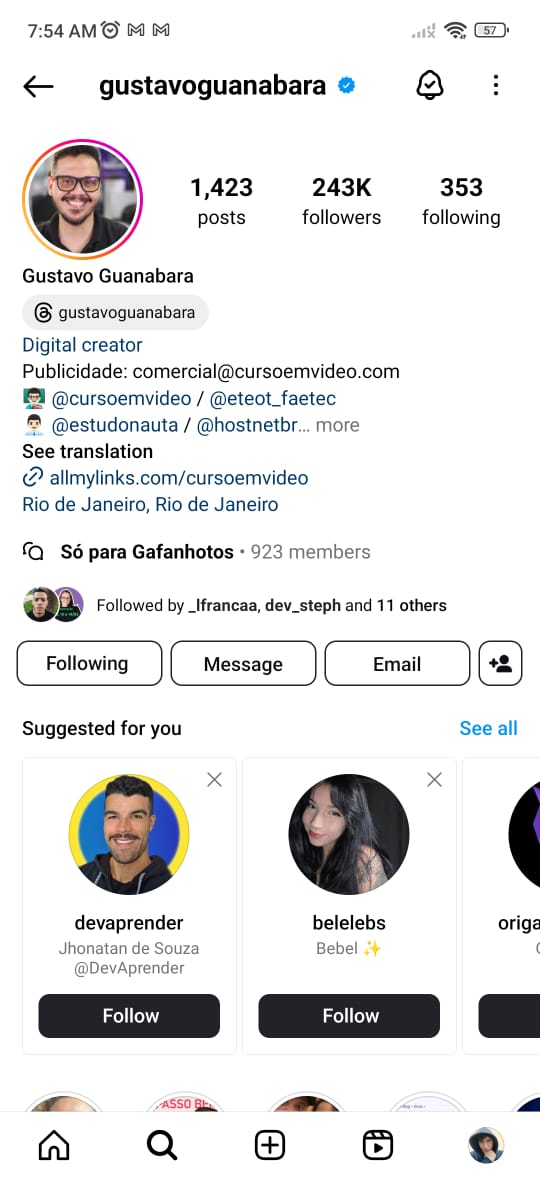 7:54 AM
57
gustavoguanabara
1,423
posts
243K
followers
353
following
Gustavo Guanabara
gustavoguanabara
Digital creator
Publicidade: comercial@cursoemvideo.com
@cursoemvideo / @eteot_faetec
@estudonauta / @hostnetbr... more
See translation
allmylinks.com/cursoemvideo
Rio de Janeiro, Rio de Janeiro
Só para Gafanhotos • 923 members
Followed by _lfrancaa, dev_steph and 11 others
Following
Message
Email
Suggested for you
See all
devaprender
Jhonatan de Souza
@DevAprender
Follow
belelebs
Bebel ✨
Follow
origa